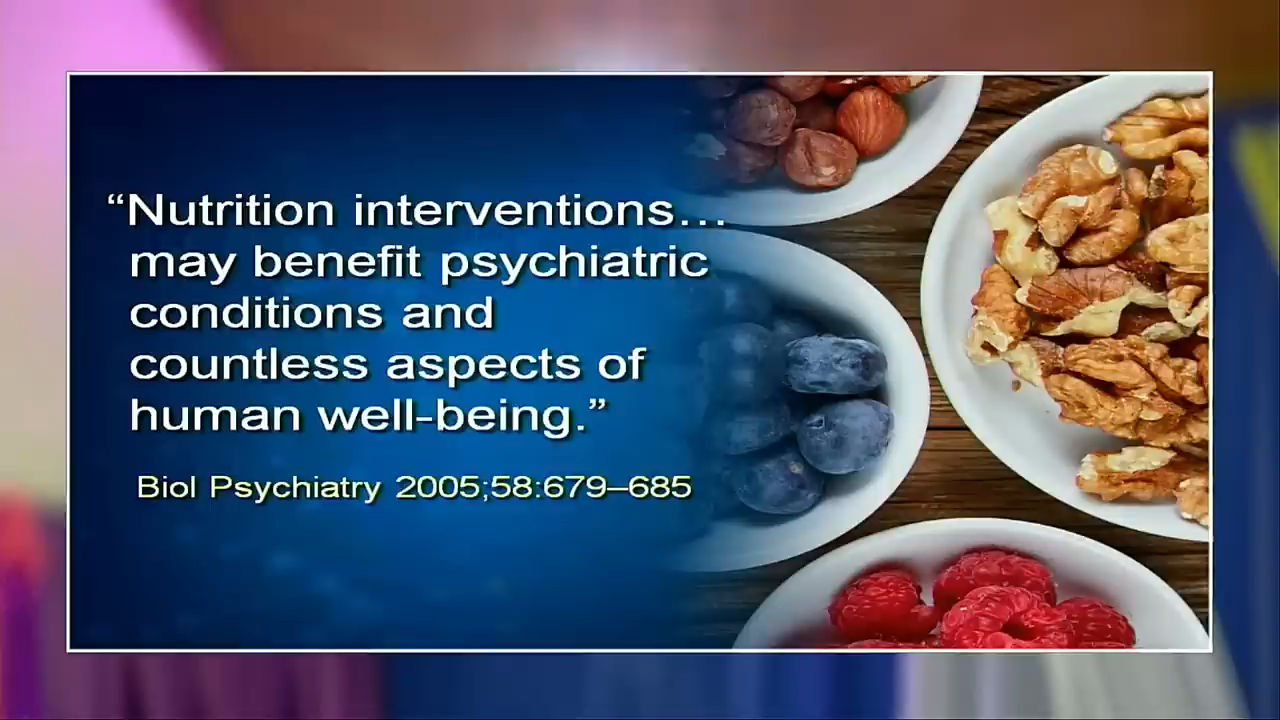 “Nutrition interventions…
may benefit psychiatric
conditions and
countless aspects of
human well-being.”
Biol Psychiatry 2005;58:679–685